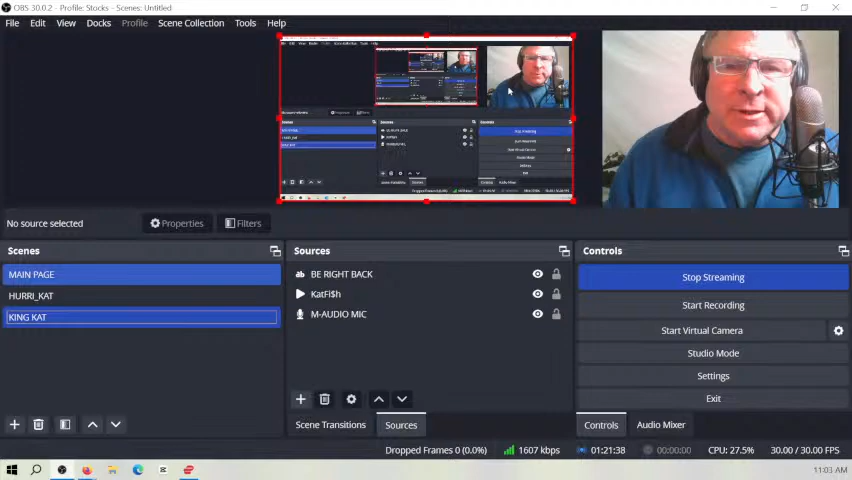 OBS 30.0.2 - Profile: Stocks - Scenes: Untitled
File Edit View Docks Profile Scene Collection Tools Help
No source selected Properties Filters
Scenes Sources Controls
MAIN PAGE
HURRI_KAT
KING KAT
BE RIGHT BACK
KatFi$h
M-AUDIO MIC
Stop Streaming
Start Recording
Start Virtual Camera
Studio Mode
Settings
Exit
Scene Transitions Sources Controls Audio Mixer
Dropped Frames 0 (0.0%) 1607 kbps 01:21:38 00:00:00 CPU: 27.5% 30.00 / 30.00 FPS
11:03 AM